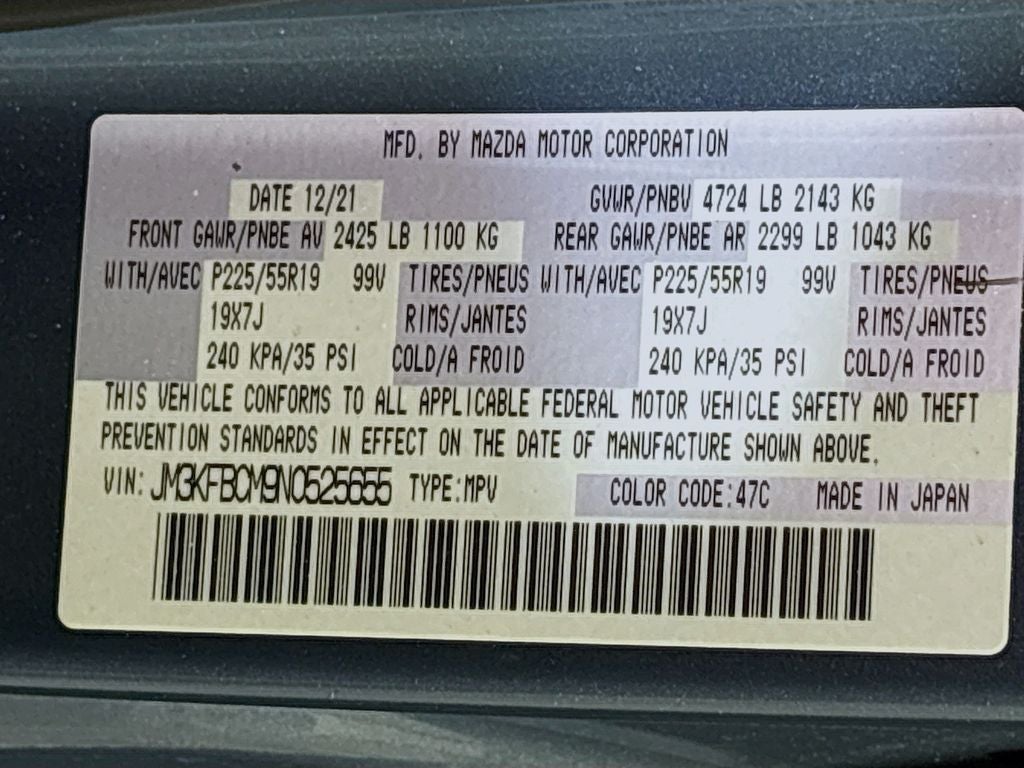 MFD. BY MAZDA MOTOR CORPORATION
DATE 12/21 GVWR/PNBV 4724 LB 2143 KG
FRONT GAWR/PNBE AV 2425 LB 1100 KG REAR GAWR/PNBE AR 2299 LB 1043 KG
WITH/AVEC P225/55R19 99V TIRES/PNEUS WITH/AVEC P225/55R19 99V TIRES/PNEUS
19X7J RIMS/JANTES 19X7J RIMS/JANTES
240 KPA/35 PSI COLD/A FROID 240 KPA/35 PSI COLD/A FROID
THIS VEHICLE CONFORMS TO ALL APPLICABLE FEDERAL MOTOR VEHICLE SAFETY AND THEFT
PREVENTION STANDARDS IN EFFECT ON THE DATE OF MANUFACTURE SHOWN ABOVE.
VIN: JM3KFBCM9N0525655 TYPE:MPV COLOR CODE:47C MADE IN JAPAN